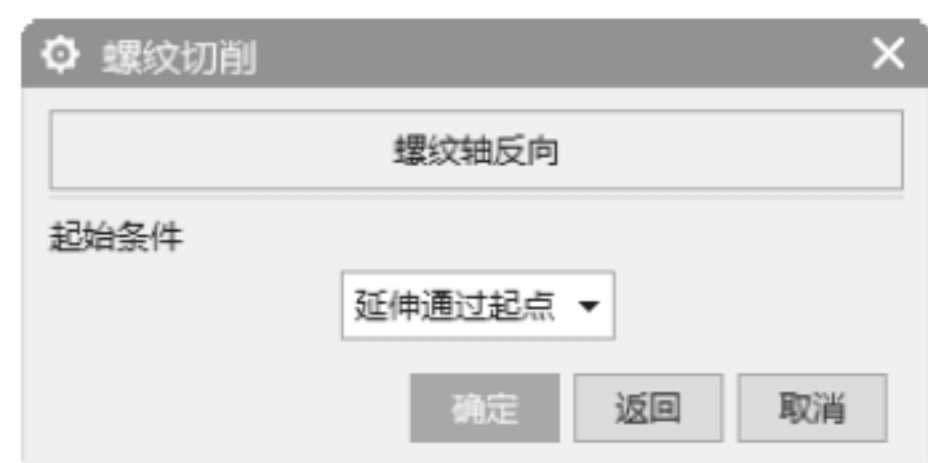 螺纹切削
螺纹轴反向
起始条件
延伸通过起点
确定 返回 取消